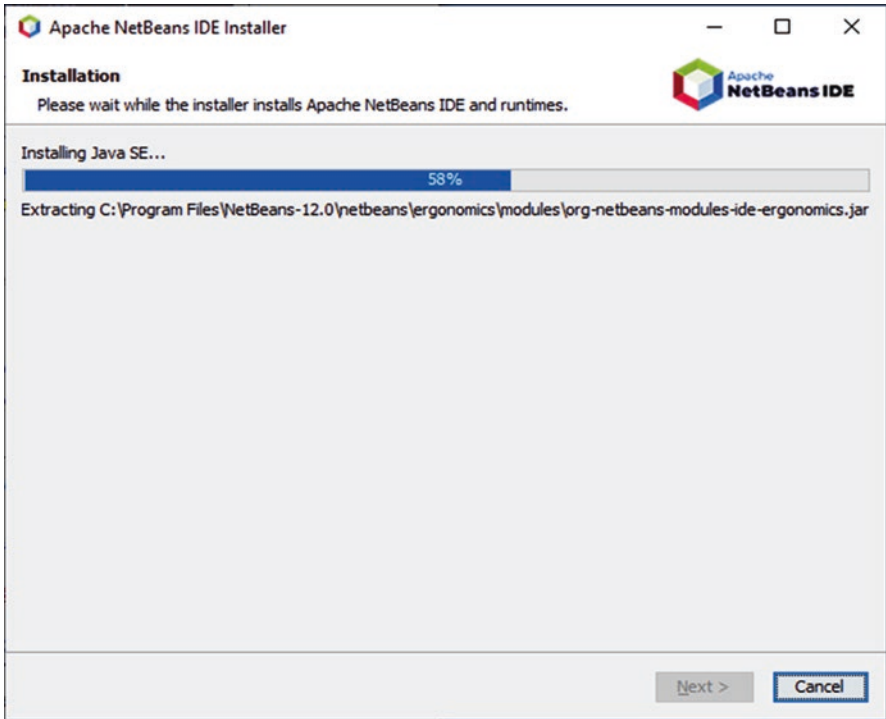 Apache NetBeans IDE Installer
Installation
Please wait while the installer installs Apache NetBeans IDE and runtimes.
Apache
NetBeans IDE
Installing Java SE...
58%
Extracting C:\Program Files\NetBeans-12.0\netbeans\ergonomics\modules\org-netbeans-modules-ide-ergonomics.jar
Next >
Cancel